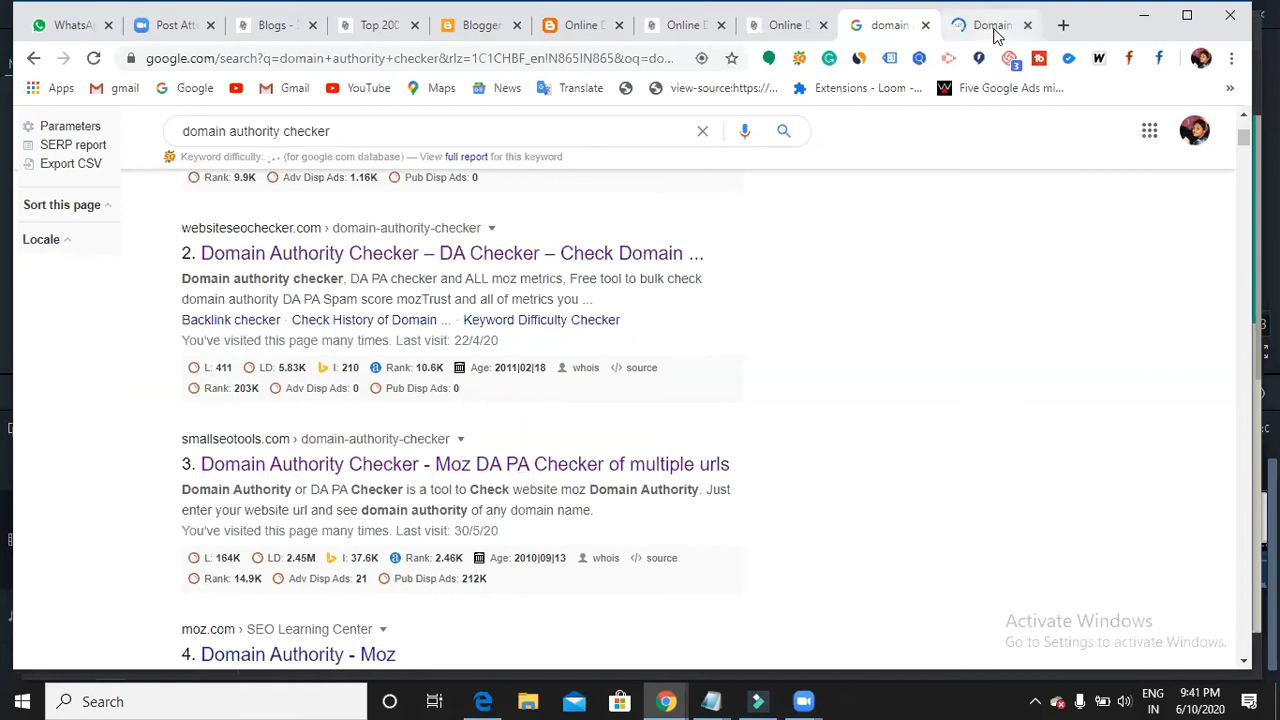 WhatsA
Post Att
Blogs -
Top 200
Blogger
Online D
Online D
Online D
domain
Domain
google.com/search?q=domain+authority+checker&rlz=1C1CHBF_enIN865IN865&oq=do...
3
Apps
gmail
Google
Gmail
YouTube
Maps
News
Translate
view-source:https://...
Extensions - Loom -...
Five Google Ads mi...
»
Parameters
SERP report
Export CSV
Sort this page
Locale
domain authority checker
Keyword difficulty: (for google.com database) — View full report for this keyword
Rank: 9.9K Adv Disp Ads: 1.16K Pub Disp Ads: 0
websiteseochecker.com › domain-authority-checker
2. Domain Authority Checker – DA Checker – Check Domain ...
Domain authority checker, DA PA checker and ALL moz metrics, Free tool to bulk check
domain authority DA PA Spam score mozTrust and all of metrics you ...
Backlink checker · Check History of Domain ... · Keyword Difficulty Checker
You've visited this page many times. Last visit: 22/4/20
L: 411 LD: 5.83K I: 210 Rank: 10.6K Age: 2011|02|18 whois source
Rank: 203K Adv Disp Ads: 0 Pub Disp Ads: 0
smallseotools.com › domain-authority-checker
3. Domain Authority Checker - Moz DA PA Checker of multiple urls
Domain Authority or DA PA Checker is a tool to Check website moz Domain Authority. Just
enter your website url and see domain authority of any domain name.
You've visited this page many times. Last visit: 30/5/20
L: 164K LD: 2.45M I: 37.6K Rank: 2.46K Age: 2010|09|13 whois source
Rank: 14.9K Adv Disp Ads: 21 Pub Disp Ads: 212K
moz.com › SEO Learning Center
4. Domain Authority - Moz
Activate Windows
Go to Settings to activate Windows.
Search
ENG
IN
9:41 PM
6/10/2020